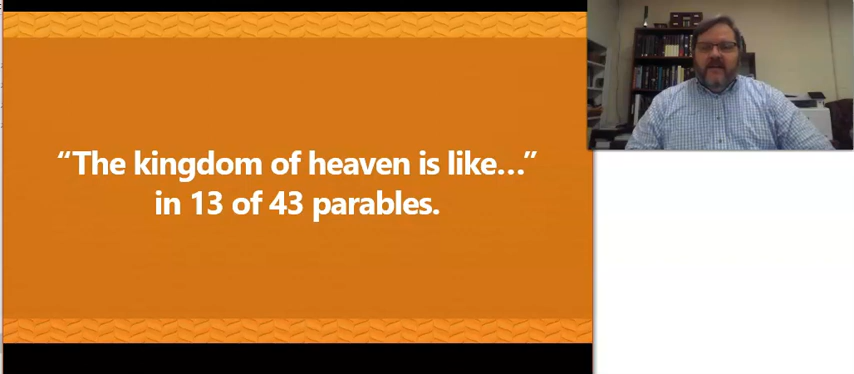 “The kingdom of heaven is like...”
in 13 of 43 parables.